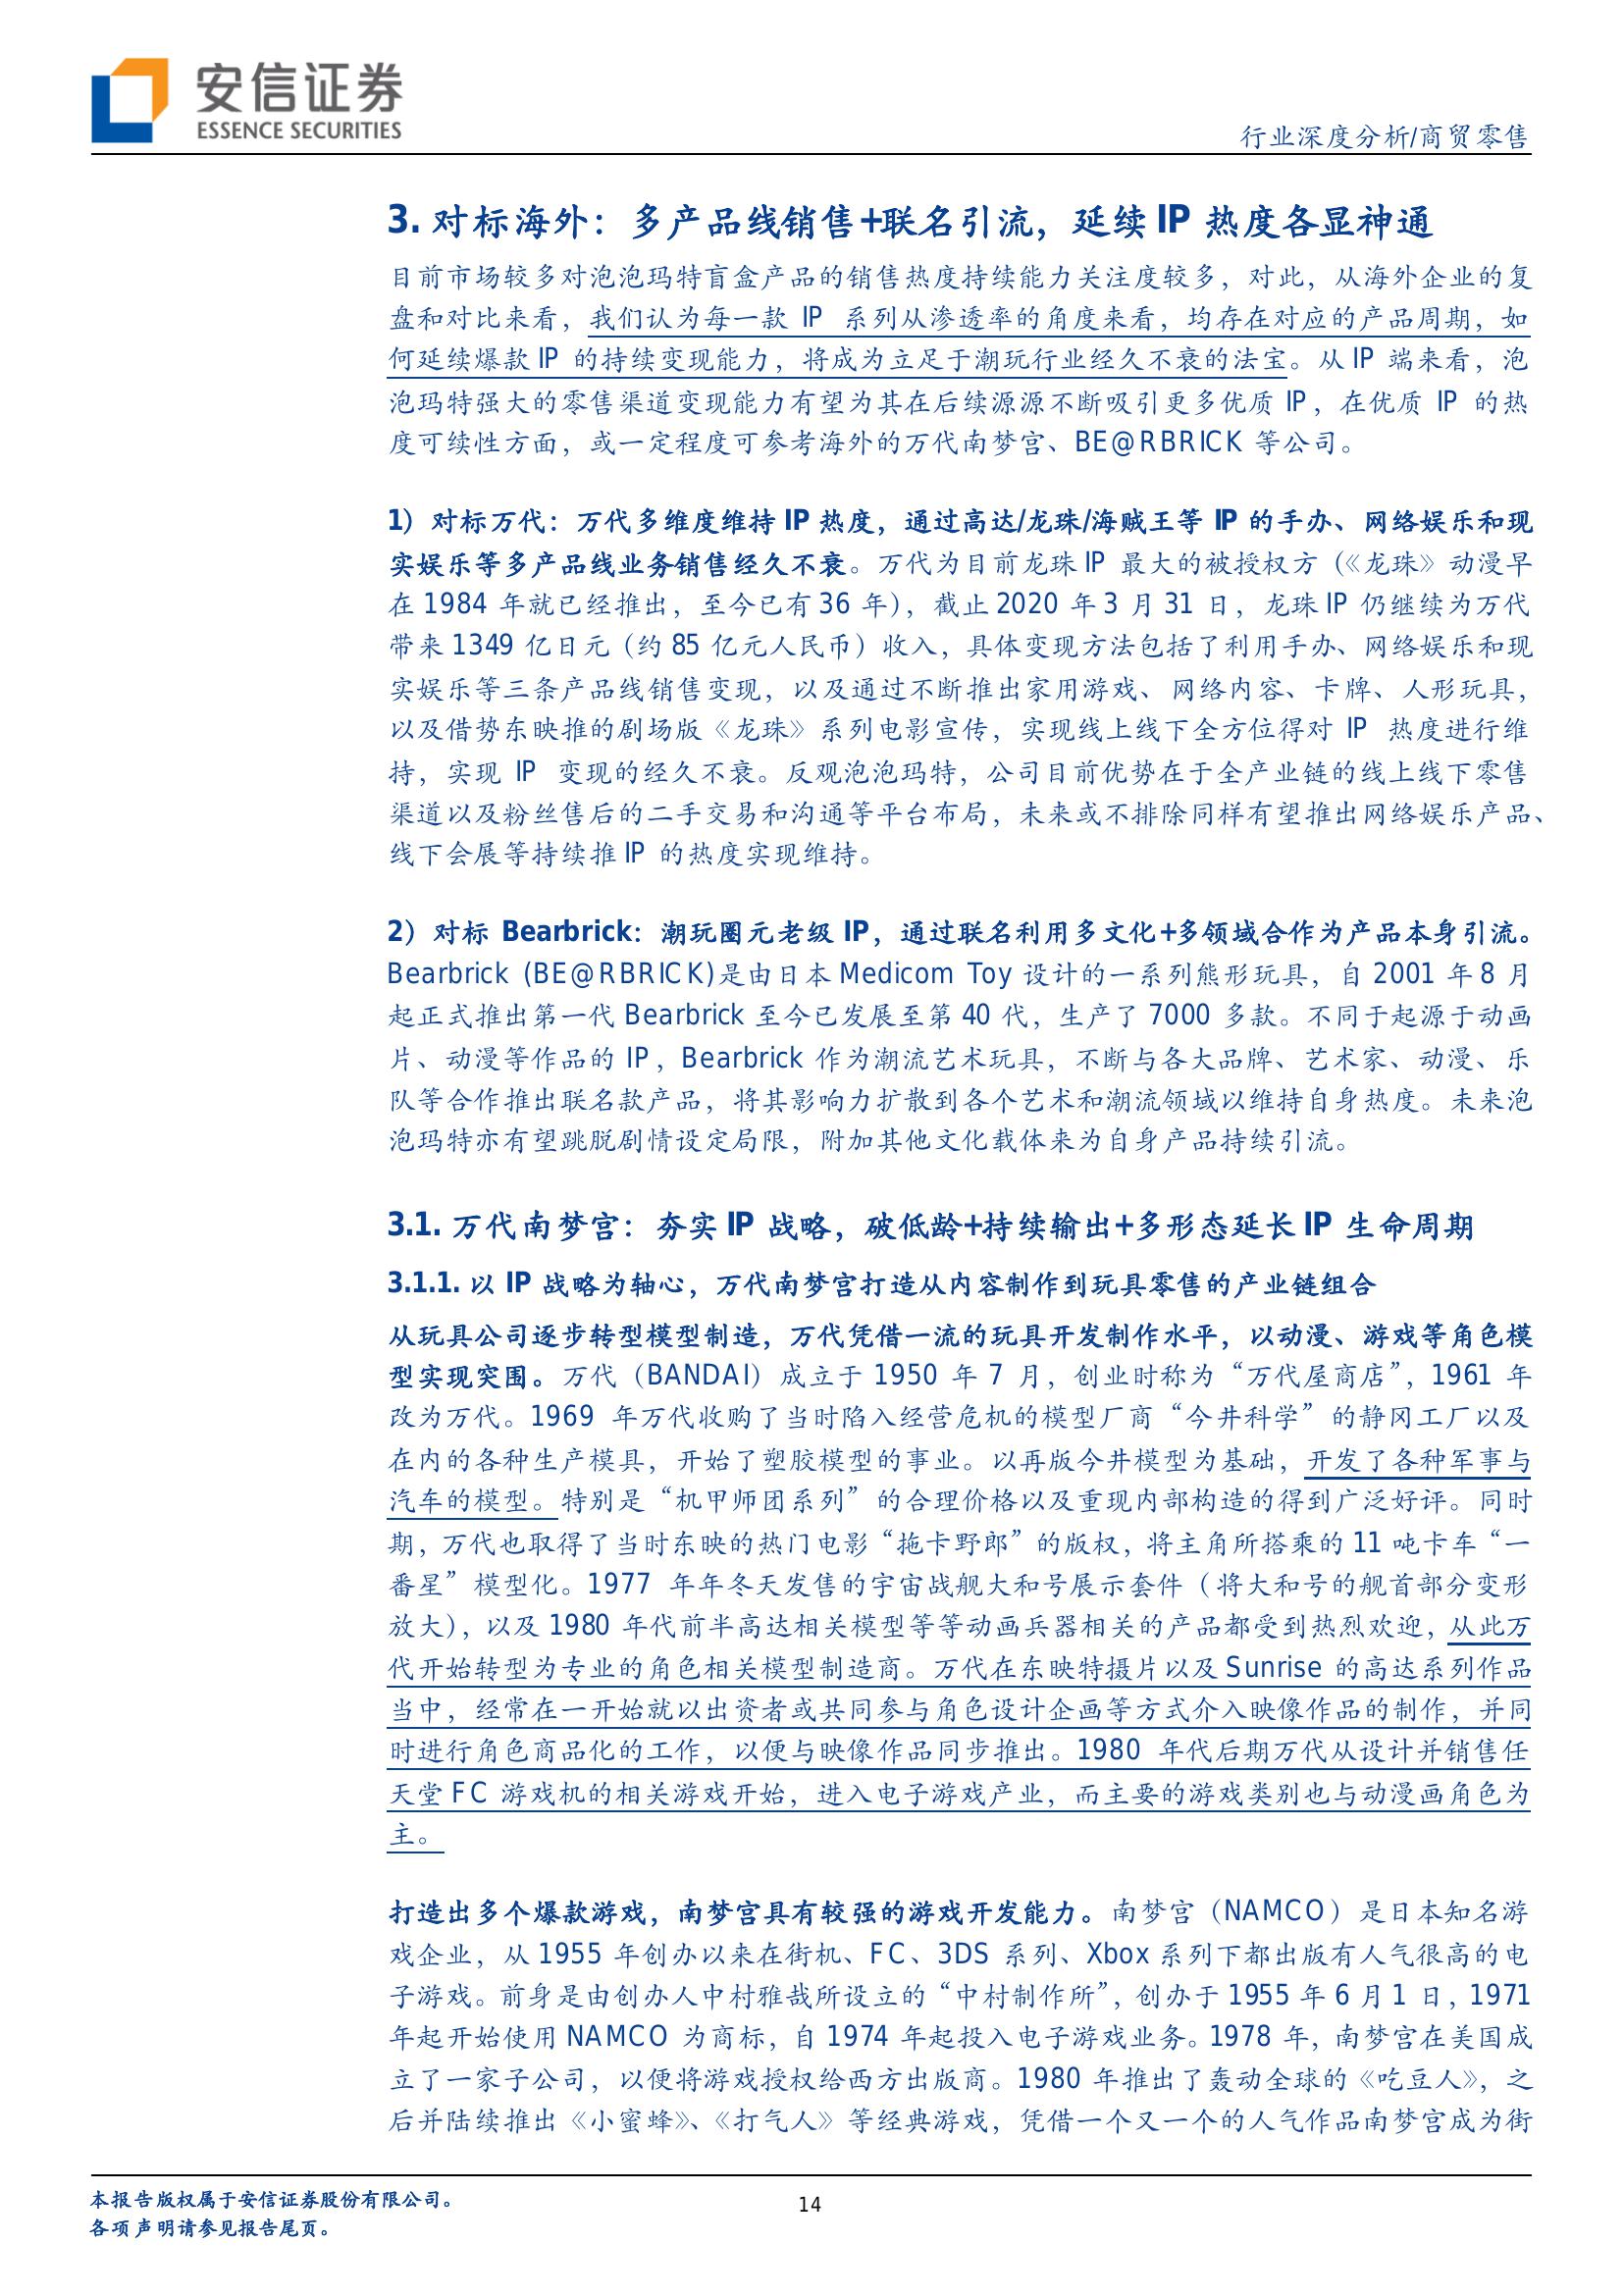 安信证券
ESSENCE SECURITIES
行业深度分析/商贸零售
3. 对标海外：多产品线销售+联名引流，延续 IP 热度各显神通
目前市场较多对泡泡玛特盲盒产品的销售热度持续能力关注度较多，对此，从海外企业的复
盘和对比来看，我们认为每一款 IP 系列从渗透率的角度来看，均存在对应的产品周期，如
何延续爆款 IP 的持续变现能力，将成为立足于潮玩行业经久不衰的法宝。从 IP 端来看，泡
泡玛特强大的零售渠道变现能力有望为其在后续源源不断吸引更多优质 IP，在优质 IP 的热
度可续性方面，或一定程度可参考海外的万代南梦宫、BE@RBRICK 等公司。
1）对标万代：万代多维度维持 IP 热度，通过高达/龙珠/海贼王等 IP 的手办、网络娱乐和现
实娱乐等多产品线业务销售经久不衰。万代为目前龙珠 IP 最大的被授权方（《龙珠》动漫早
在 1984 年就已经推出，至今已有 36 年），截止 2020 年 3 月 31 日，龙珠 IP 仍继续为万代
带来 1349 亿日元（约 85 亿元人民币）收入，具体变现方法包括了利用手办、网络娱乐和现
实娱乐等三条产品线销售变现，以及通过不断推出家用游戏、网络内容、卡牌、人形玩具，
以及借势东映推的剧场版《龙珠》系列电影宣传，实现线上线下全方位得对 IP 热度进行维
持，实现 IP 变现的经久不衰。反观泡泡玛特，公司目前优势在于全产业链的线上线下零售
渠道以及粉丝售后的二手交易和沟通等平台布局，未来或不排除同样有望推出网络娱乐产品、
线下会展等持续推 IP 的热度实现维持。
2）对标 Bearbrick：潮玩圈元老级 IP，通过联名利用多文化+多领域合作为产品本身引流。
Bearbrick (BE@RBRICK)是由日本 Medicom Toy 设计的一系列熊形玩具，自 2001 年 8 月
起正式推出第一代 Bearbrick 至今已发展至第 40 代，生产了 7000 多款。不同于起源于动画
片、动漫等作品的 IP，Bearbrick 作为潮流艺术玩具，不断与各大品牌、艺术家、动漫、乐
队等合作推出联名款产品，将其影响力扩散到各个艺术和潮流领域以维持自身热度。未来泡
泡玛特亦有望跳脱剧情设定局限，附加其他文化载体来为自身产品持续引流。
3.1. 万代南梦宫：夯实 IP 战略，破低龄+持续输出+多形态延长 IP 生命周期
3.1.1. 以 IP 战略为轴心，万代南梦宫打造从内容制作到玩具零售的产业链组合
从玩具公司逐步转型模型制造，万代凭借一流的玩具开发制作水平，以动漫、游戏等角色模
型实现突围。万代（BANDAI）成立于 1950 年 7 月，创业时称为“万代屋商店”，1961 年
改为万代。1969 年万代收购了当时陷入经营危机的模型厂商“今井科学”的静冈工厂以及
在内的各种生产模具，开始了塑胶模型的事业。以再版今井模型为基础，开发了各种军事与
汽车的模型。特别是“机甲师团系列”的合理价格以及重现内部构造的得到广泛好评。同时
期，万代也取得了当时东映的热门电影“拖卡野郎”的版权，将主角所搭乘的 11 吨卡车“一
番星”模型化。1977 年年冬天发售的宇宙战舰大和号展示套件（将大和号的舰首部分变形
放大），以及 1980 年代前半高达相关模型等等动画兵器相关的产品都受到热烈欢迎，从此万
代开始转型为专业的角色相关模型制造商。万代在东映特摄片以及 Sunrise 的高达系列作品
当中，经常在一开始就以出资者或共同参与角色设计企画等方式介入映像作品的制作，并同
时进行角色商品化的工作，以便与映像作品同步推出。1980 年代后期万代从设计并销售任
天堂 FC 游戏机的相关游戏开始，进入电子游戏产业，而主要的游戏类别也与动漫画角色为
主。
打造出多个爆款游戏，南梦宫具有较强的游戏开发能力。南梦宫（NAMCO）是日本知名游
戏企业，从 1955 年创办以来在街机、FC、3DS 系列、Xbox 系列下都出版有人气很高的电
子游戏。前身是由创办人中村雅哉所设立的“中村制作所”，创办于 1955 年 6 月 1 日，1971
年起开始使用 NAMCO 为商标，自 1974 年起投入电子游戏业务。1978 年，南梦宫在美国成
立了一家子公司，以便将游戏授权给西方出版商。1980 年推出了轰动全球的《吃豆人》，之
后并陆续推出《小蜜蜂》、《打气人》等经典游戏，凭借一个又一个的人气作品南梦宫成为街
本报告版权属于安信证券股份有限公司。
14
各项声明请参见报告尾页。